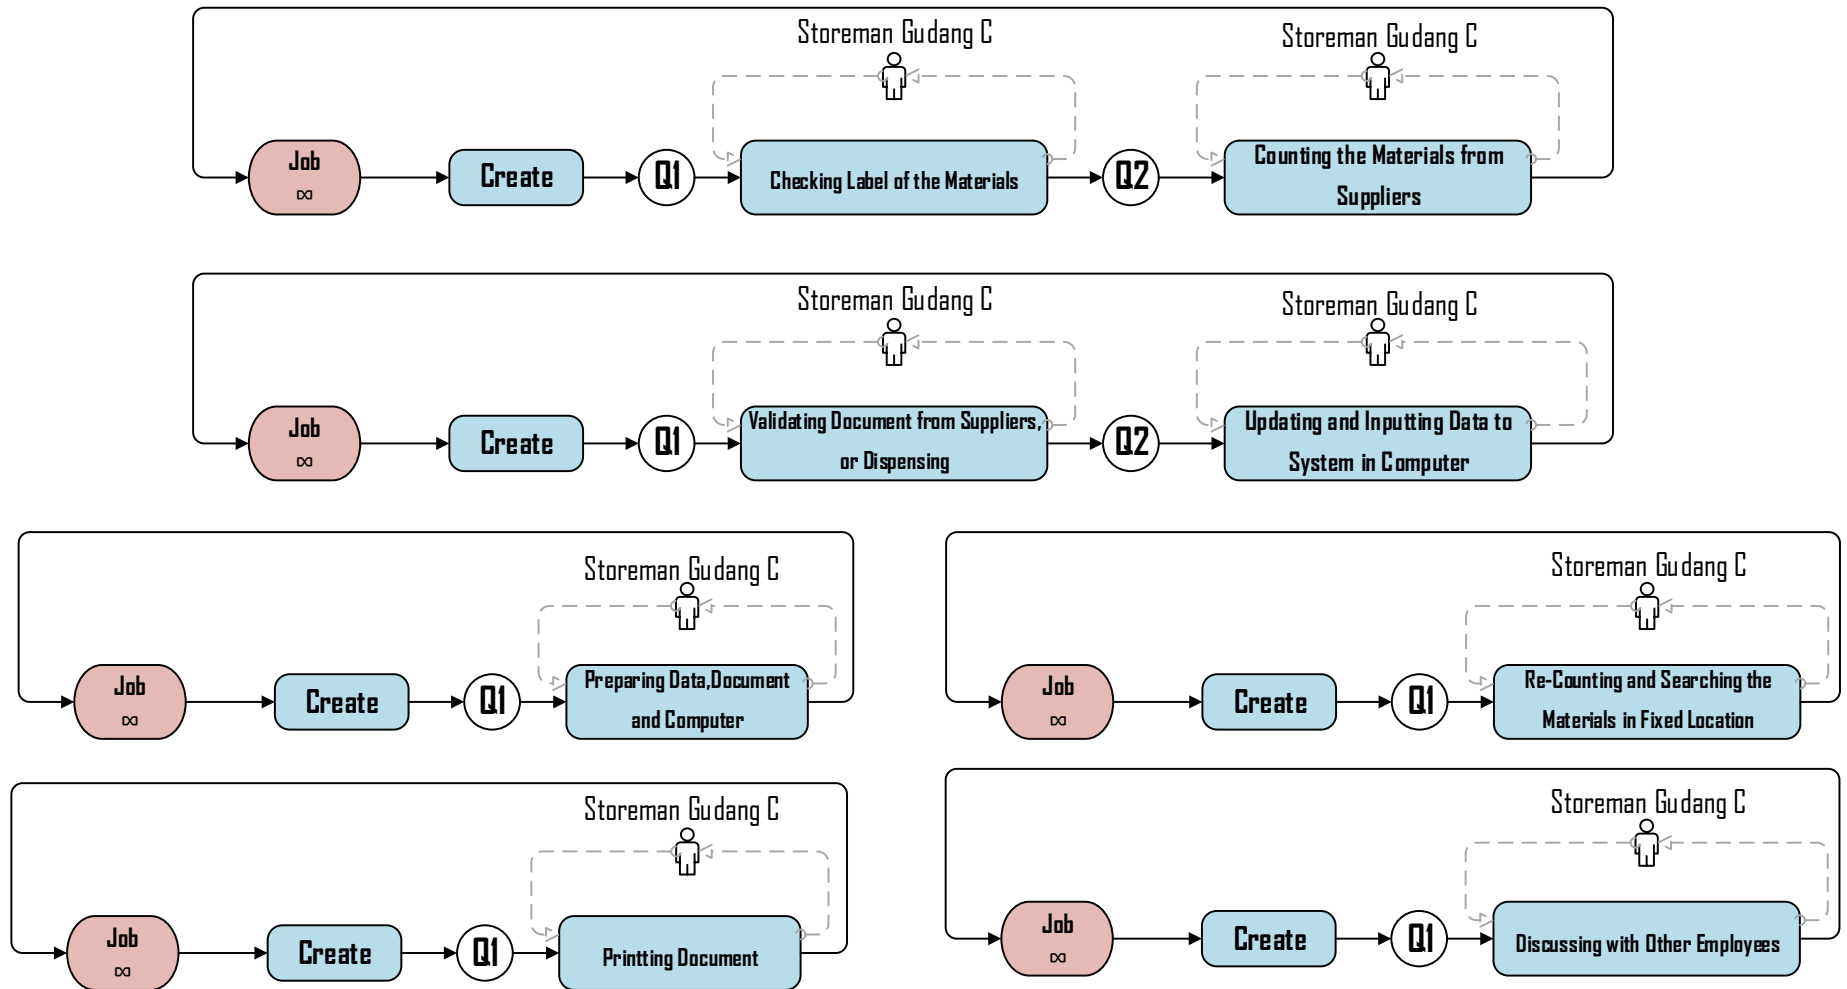 Storeman Gudang C
Storeman Gudang C
Job
∞
Create
Q1
Checking Label of the Materials
Q2
Counting the Materials from
Suppliers
Storeman Gudang C
Storeman Gudang C
Job
∞
Create
Q1
Validating Document from Suppliers,
or Dispensing
Q2
Updating and Inputting Data to
System in Computer
Storeman Gudang C
Job
∞
Create
Q1
Preparing Data,Document
and Computer
Storeman Gudang C
Job
∞
Create
Q1
Re-Counting and Searching the
Materials in Fixed Location
Storeman Gudang C
Job
∞
Create
Q1
Printting Document
Storeman Gudang C
Job
∞
Create
Q1
Discussing with Other Employees